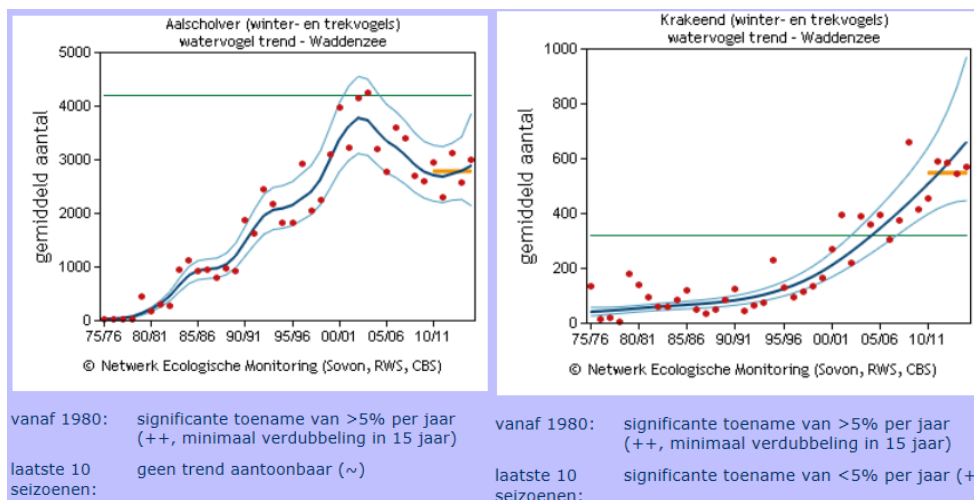 Aalscholver (winter- en trekvogels)
watervogel trend - Waddenzee
gemiddeld aantal
5000
4000
3000
2000
1000
0
75/76 80/81 85/86 90/91 95/96 00/01 05/06 10/11
© Netwerk Ecologische Monitoring (Sovon, RWS, CBS)
vanaf 1980: significante toename van >5% per jaar
(++, minimaal verdubbeling in 15 jaar)
laatste 10 geen trend aantoonbaar (~)
seizoenen:
Krakeend (winter- en trekvogels)
watervogel trend - Waddenzee
gemiddeld aantal
1000
800
600
400
200
0
75/76 80/81 85/86 90/91 95/96 00/01 05/06 10/11
© Netwerk Ecologische Monitoring (Sovon, RWS, CBS)
vanaf 1980: significante toename van >5% per jaar
(++, minimaal verdubbeling in 15 jaar)
laatste 10 significante toename van <5% per jaar (+
seizoenen: